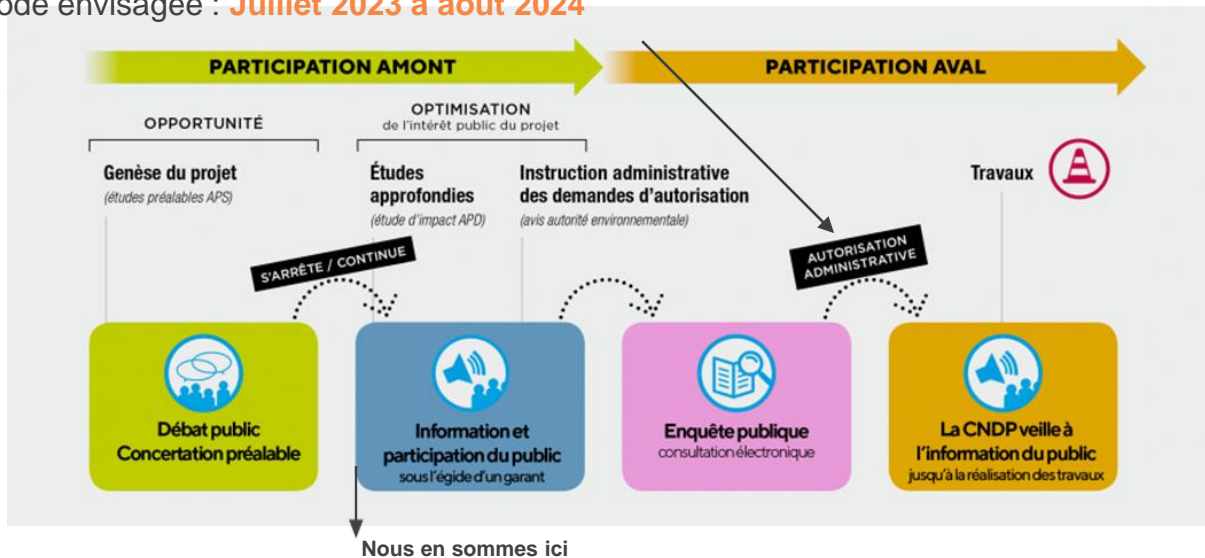 ode envisagée : Juillet 2023 à août 2024
PARTICIPATION AMONT
PARTICIPATION AVAL
OPPORTUNITÉ
OPTIMISATION
de l'intérêt public du projet
Genèse du projet
(études préalables APS)
Études
approfondies
(étude d'impact APD)
Instruction administrative
des demandes d'autorisation
(avis autorité environnementale)
Travaux
S'ARRÊTE / CONTINUE
AUTORISATION
ADMINISTRATIVE
Débat public
Concertation préalable
Information et
participation du public
sous l'égide d'un garant
Enquête publique
consultation électronique
La CNDP veille à
l'information du public
jusqu'à la réalisation des travaux
Nous en sommes ici